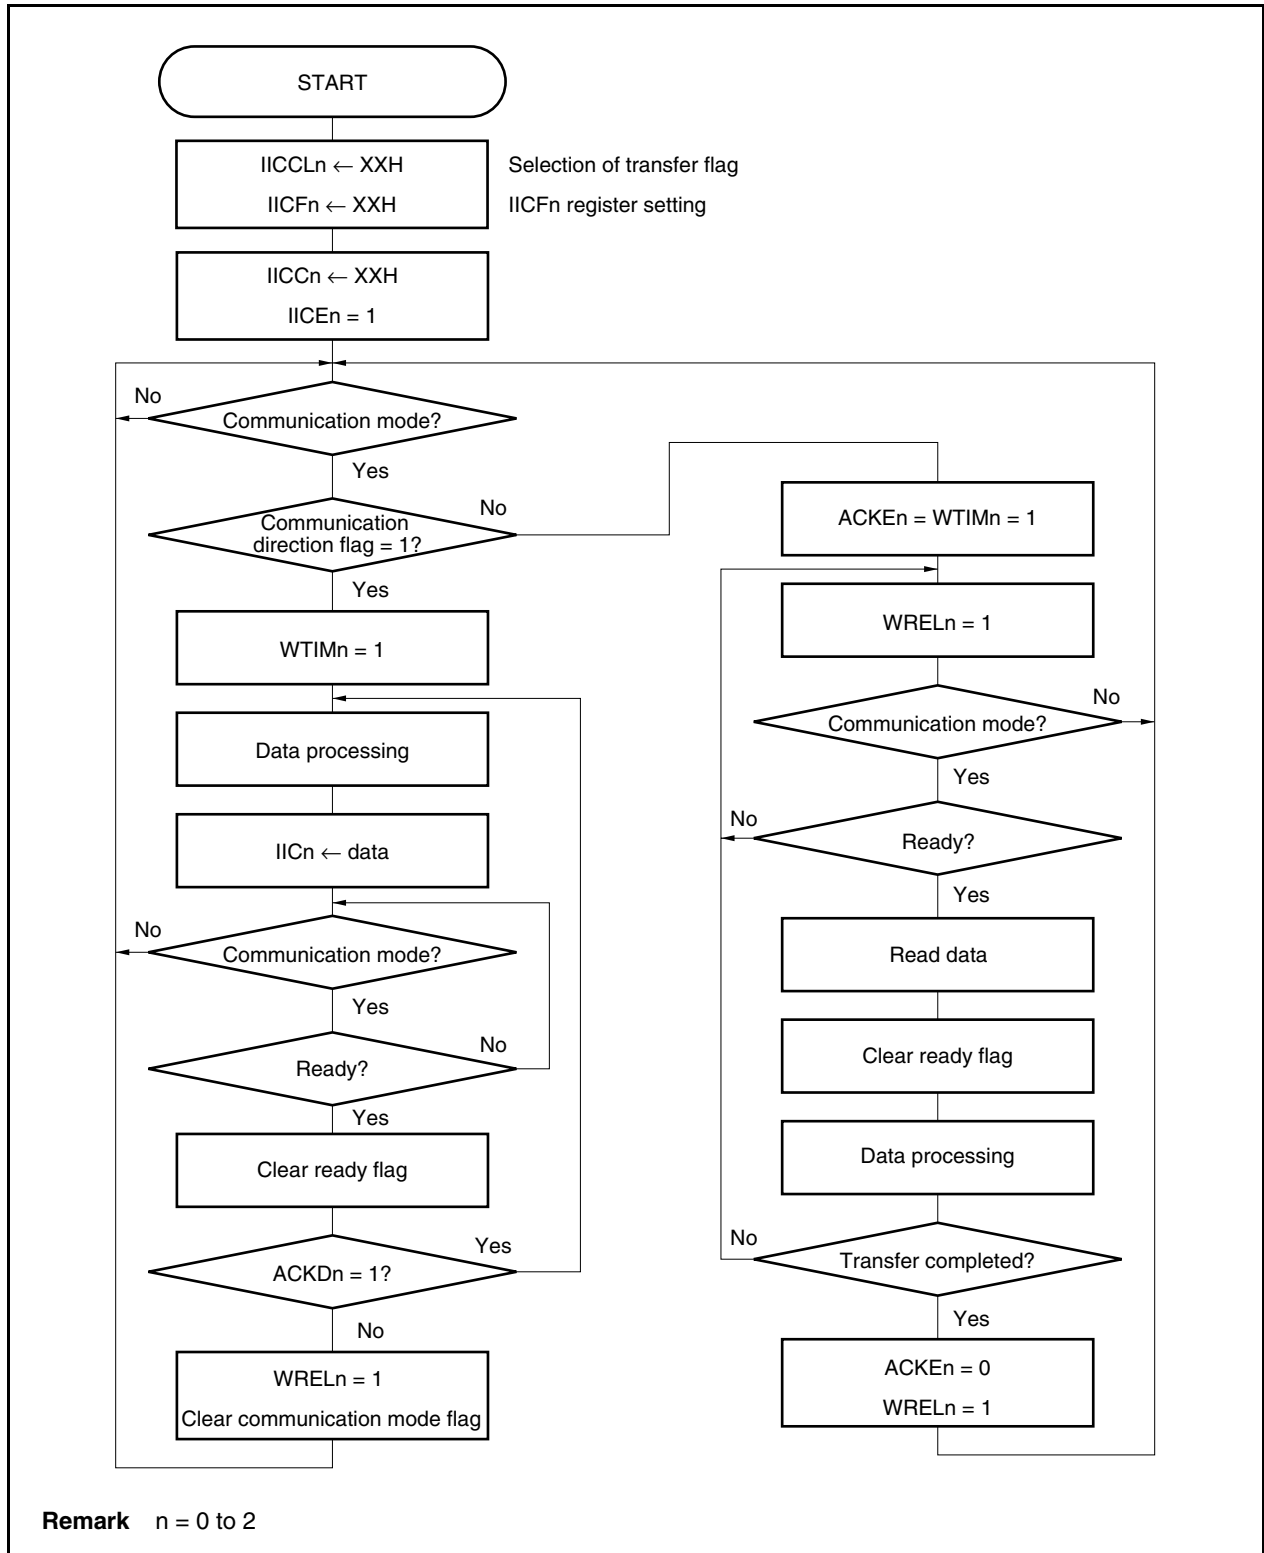 START
IICCLn ← XXH
Selection of transfer flag
IICFn ← XXH
IICFn register setting
IICCn ← XXH
IICEn = 1
No
Communication mode?
Yes
Communication
direction flag = 1?
No
Yes
WTIMn = 1
Data processing
IICn ← data
No
Communication mode?
Yes
Ready?
No
Yes
Clear ready flag
ACKDn = 1?
Yes
No
WRELn = 1
Clear communication mode flag
ACKEn = WTIMn = 1
WRELn = 1
Communication mode?
No
Yes
No
Ready?
Yes
Read data
Clear ready flag
Data processing
No
Transfer completed?
Yes
ACKEn = 0
WRELn = 1
Remark n = 0 to 2